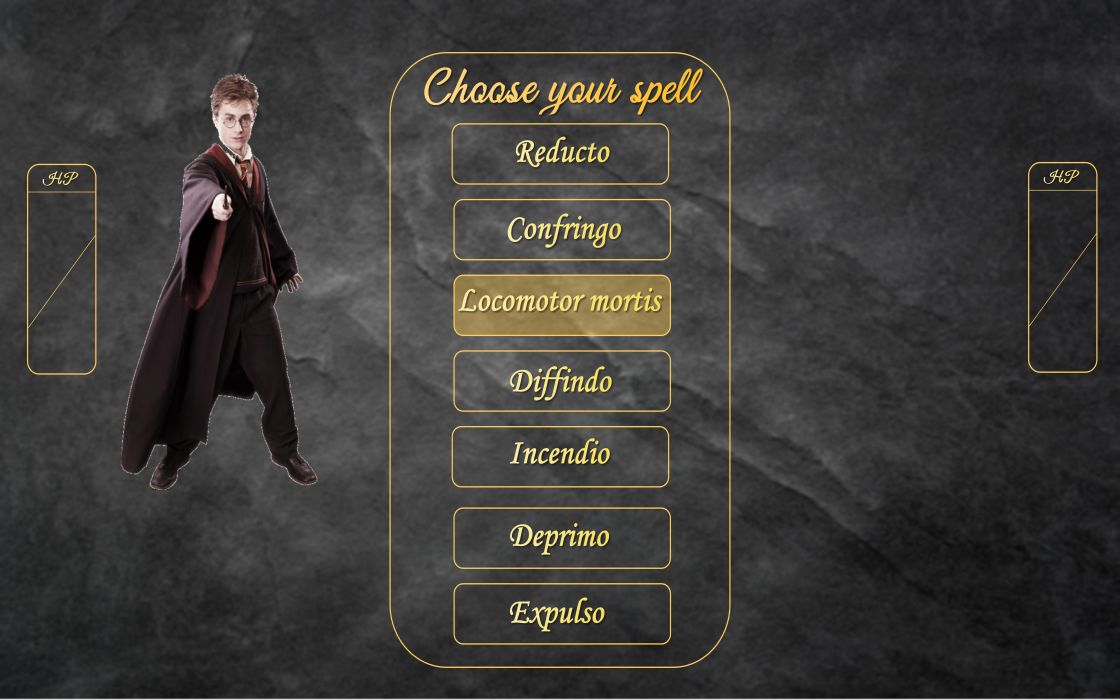 Choose your spell
HP
Reducto
HP
Confringo
Locomotor mortis
Diffindo
Incendio
Deprimo
Expulso